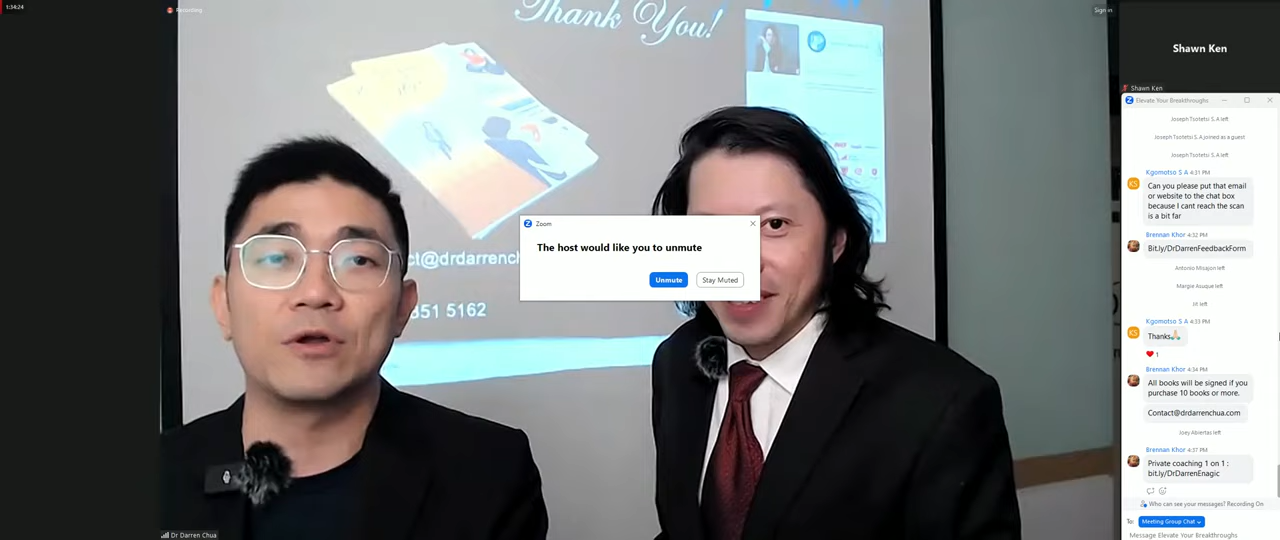 1:34:24
Recording
Sign in
Thank You!
ct@drdarrench
351 5162
Zoom
The host would like you to unmute
Unmute
Stay Muted
Dr Darren Chua
Shawn Ken
Shawn Ken
Elevate Your Breakthroughs
Joseph Tsotetsi S.A left
Joseph Tsotetsi S.A joined as a guest
Joseph Tsotetsi S.A left
Kgomotso S A 4:31 PM
KS
Can you please put that email
or website to the chat box
because I cant reach the scan
is a bit far
Brennan Khor 4:32 PM
Bit.ly/DrDarrenFeedbackForm
Antonio Misajon left
Margie Asuque left
Jit left
Kgomotso S A 4:33 PM
KS
Thanks🙏🏼
❤️ 1
Brennan Khor 4:34 PM
All books will be signed if you
purchase 10 books or more.
Contact@drdarrenchua.com
Joey Abiertas left
Brennan Khor 4:37 PM
Private coaching 1 on 1 :
bit.ly/DrDarrenEnagic
Who can see your messages? Recording On
To: Meeting Group Chat
Message Elevate Your Breakthroughs